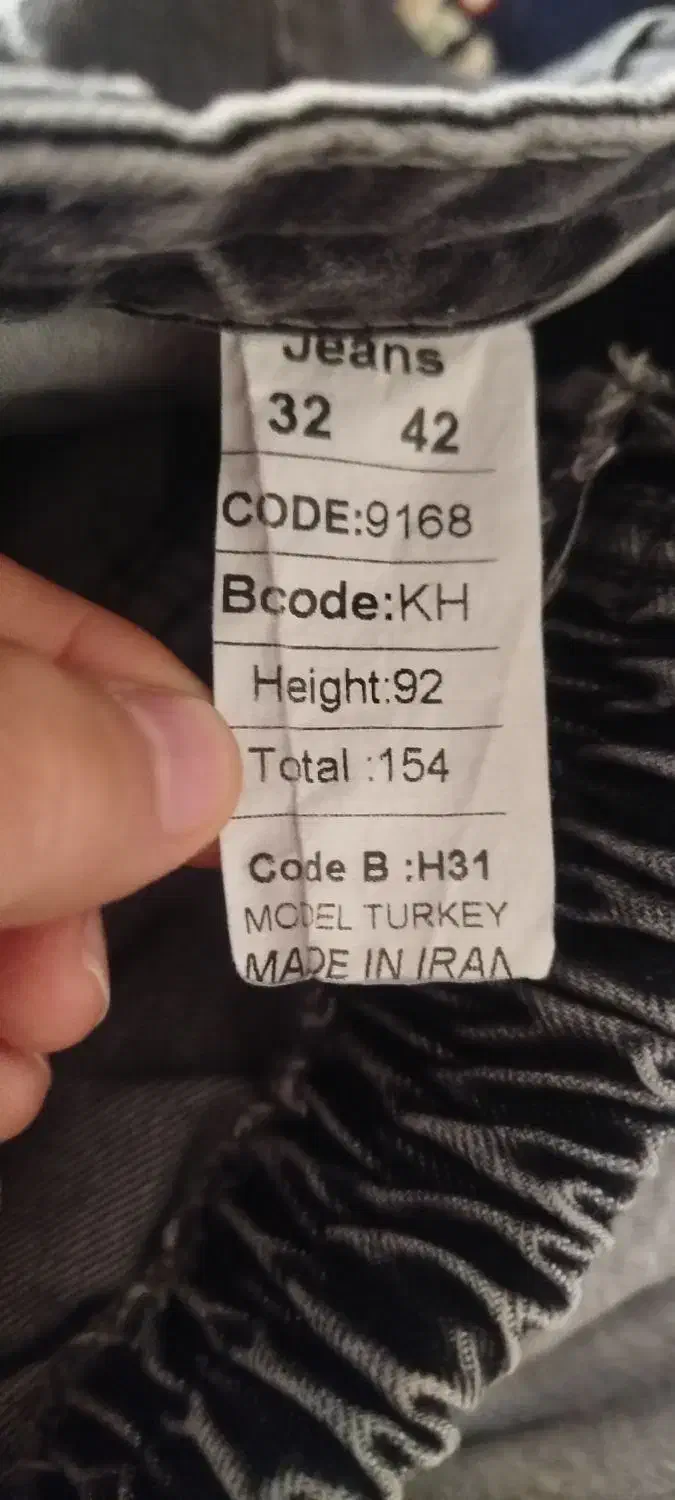 Jeans
32 42
CODE:9168
Bcode:KH
Height:92
Total :154
Code B :H31
MODEL TURKEY
MADE IN IRAN